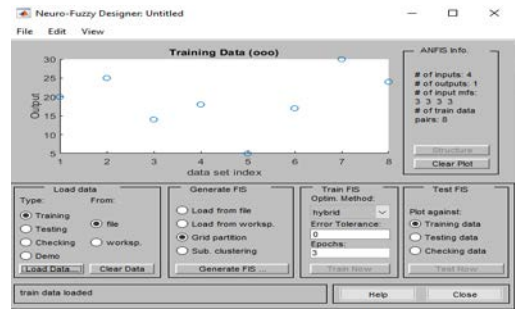 Neuro-Fuzzy Designer: Untitled
File Edit View
Training Data (ooo)
30
25
20
15
10
5
Output
1 2 3 4 5 6 7 8
data set index
ANFIS Info.
# of inputs: 4
# of outputs: 1
# of input mfs:
3 3 3 3
# of train data
pairs: 8
Structure
Clear Plot
Load data
Type: From:
Training
Testing
Checking
Demo
file
worksp.
Load Data... Clear Data
Generate FIS
Load from file
Load from worksp.
Grid partition
Sub. clustering
Generate FIS ...
Train FIS
Optim. Method:
hybrid
Error Tolerance:
0
Epochs:
3
Train Now
Test FIS
Plot against:
Training data
Testing data
Checking data
Test Now
train data loaded
Help Close